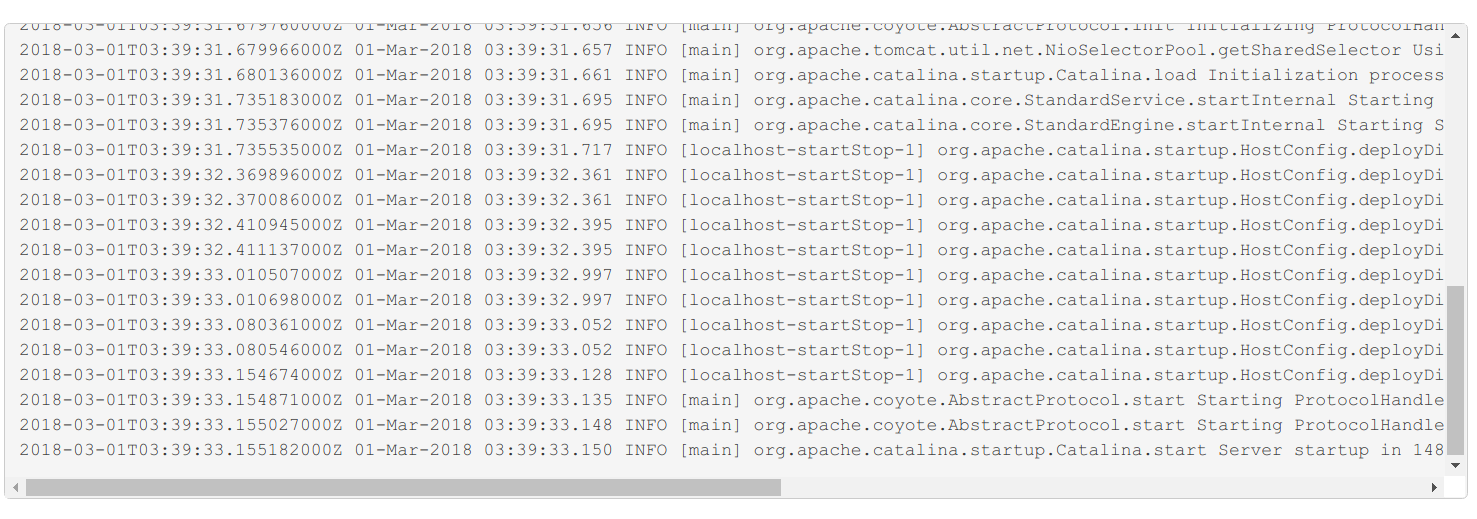 2018-03-01T03:39:31.679760000Z 01-Mar-2018 03:39:31.656 INFO [main] org.apache.coyote.AbstractProtocol.init Initializing ProtocolHan
2018-03-01T03:39:31.679966000Z 01-Mar-2018 03:39:31.657 INFO [main] org.apache.tomcat.util.net.NioSelectorPool.getSharedSelector Usi
2018-03-01T03:39:31.680136000Z 01-Mar-2018 03:39:31.661 INFO [main] org.apache.catalina.startup.Catalina.load Initialization process
2018-03-01T03:39:31.735183000Z 01-Mar-2018 03:39:31.695 INFO [main] org.apache.catalina.core.StandardService.startInternal Starting
2018-03-01T03:39:31.735376000Z 01-Mar-2018 03:39:31.695 INFO [main] org.apache.catalina.core.StandardEngine.startInternal Starting S
2018-03-01T03:39:31.735535000Z 01-Mar-2018 03:39:31.717 INFO [localhost-startStop-1] org.apache.catalina.startup.HostConfig.deployDi
2018-03-01T03:39:32.369896000Z 01-Mar-2018 03:39:32.361 INFO [localhost-startStop-1] org.apache.catalina.startup.HostConfig.deployDi
2018-03-01T03:39:32.370086000Z 01-Mar-2018 03:39:32.361 INFO [localhost-startStop-1] org.apache.catalina.startup.HostConfig.deployDi
2018-03-01T03:39:32.410945000Z 01-Mar-2018 03:39:32.395 INFO [localhost-startStop-1] org.apache.catalina.startup.HostConfig.deployDi
2018-03-01T03:39:32.411137000Z 01-Mar-2018 03:39:32.395 INFO [localhost-startStop-1] org.apache.catalina.startup.HostConfig.deployDi
2018-03-01T03:39:33.010507000Z 01-Mar-2018 03:39:32.997 INFO [localhost-startStop-1] org.apache.catalina.startup.HostConfig.deployDi
2018-03-01T03:39:33.010698000Z 01-Mar-2018 03:39:32.997 INFO [localhost-startStop-1] org.apache.catalina.startup.HostConfig.deployDi
2018-03-01T03:39:33.080361000Z 01-Mar-2018 03:39:33.052 INFO [localhost-startStop-1] org.apache.catalina.startup.HostConfig.deployDi
2018-03-01T03:39:33.080546000Z 01-Mar-2018 03:39:33.052 INFO [localhost-startStop-1] org.apache.catalina.startup.HostConfig.deployDi
2018-03-01T03:39:33.154674000Z 01-Mar-2018 03:39:33.128 INFO [localhost-startStop-1] org.apache.catalina.startup.HostConfig.deployDi
2018-03-01T03:39:33.154871000Z 01-Mar-2018 03:39:33.135 INFO [main] org.apache.coyote.AbstractProtocol.start Starting ProtocolHandle
2018-03-01T03:39:33.155027000Z 01-Mar-2018 03:39:33.148 INFO [main] org.apache.coyote.AbstractProtocol.start Starting ProtocolHandle
2018-03-01T03:39:33.155182000Z 01-Mar-2018 03:39:33.150 INFO [main] org.apache.catalina.startup.Catalina.start Server startup in 148